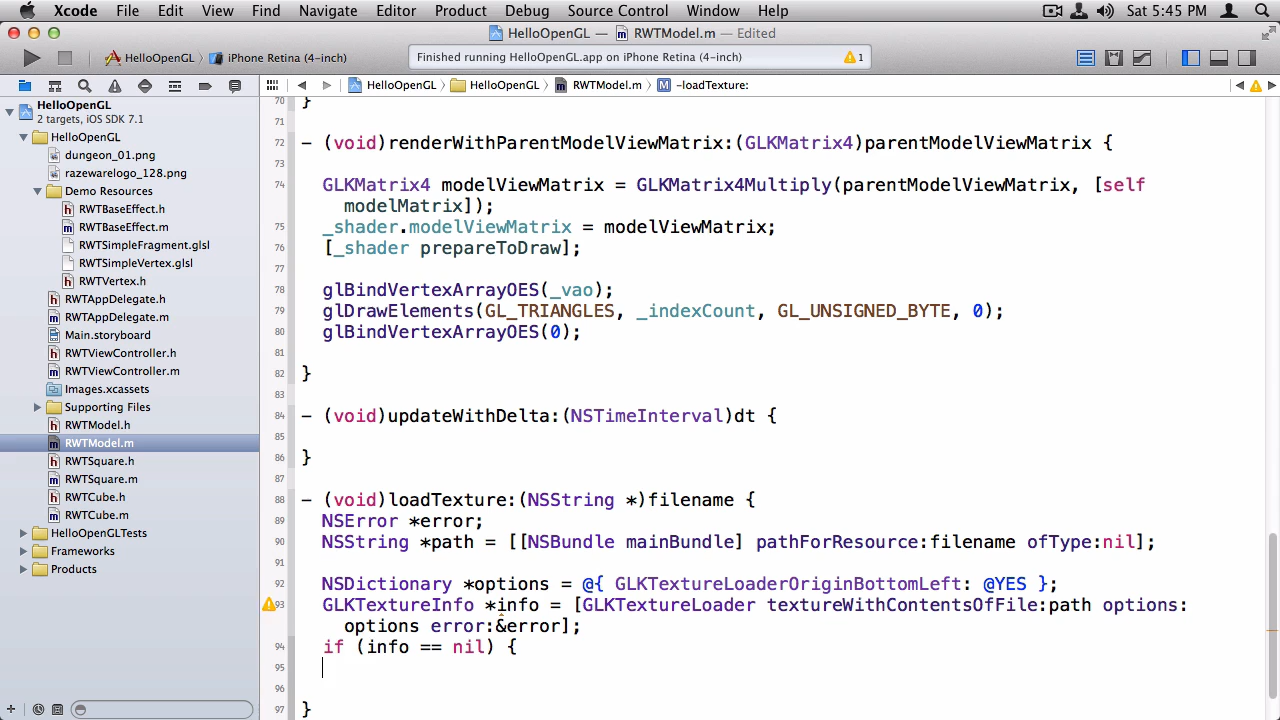 Xcode File Edit View Find Navigate Editor Product Debug Source Control Window Help Sat 5:45 PM
HelloOpenGL — RWTModel.m — Edited
HelloOpenGL iPhone Retina (4-inch) Finished running HelloOpenGL.app on iPhone Retina (4-inch) 1
HelloOpenGL HelloOpenGL RWTModel.m M -loadTexture:
HelloOpenGL
2 targets, iOS SDK 7.1
HelloOpenGL
dungeon_01.png
razewarelogo_128.png
Demo Resources
h RWTBaseEffect.h
m RWTBaseEffect.m
RWTSimpleFragment.glsl
RWTSimpleVertex.glsl
h RWTVertex.h
h RWTAppDelegate.h
m RWTAppDelegate.m
Main.storyboard
h RWTViewController.h
m RWTViewController.m
Images.xcassets
Supporting Files
h RWTModel.h
m RWTModel.m
h RWTSquare.h
m RWTSquare.m
h RWTCube.h
m RWTCube.m
HelloOpenGLTests
Frameworks
Products
70 }
71
72 - (void)renderWithParentModelViewMatrix:(GLKMatrix4)parentModelViewMatrix {
73
74 GLKMatrix4 modelViewMatrix = GLKMatrix4Multiply(parentModelViewMatrix, [self
modelMatrix]);
75 _shader.modelViewMatrix = modelViewMatrix;
76 [_shader prepareToDraw];
77
78 glBindVertexArrayOES(_vao);
79 glDrawElements(GL_TRIANGLES, _indexCount, GL_UNSIGNED_BYTE, 0);
80 glBindVertexArrayOES(0);
81
82 }
83
84 - (void)updateWithDelta:(NSTimeInterval)dt {
85
86 }
87
88 - (void)loadTexture:(NSString *)filename {
89 NSError *error;
90 NSString *path = [[NSBundle mainBundle] pathForResource:filename ofType:nil];
91
92 NSDictionary *options = @{ GLKTextureLoaderOriginBottomLeft: @YES };
93 GLKTextureInfo *info = [GLKTextureLoader textureWithContentsOfFile:path options:
options error:&error];
94 if (info == nil) {
95
96
97 }